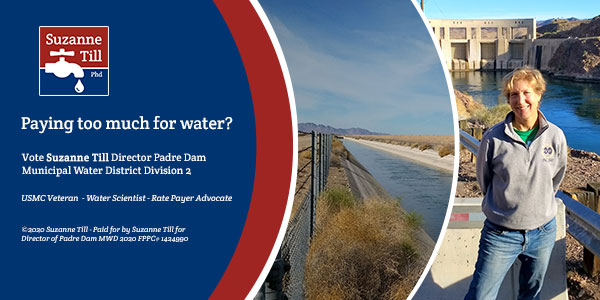 Suzanne
Till
Phd
Paying too much for water?
Vote Suzanne Till Director Padre Dam
Municipal Water District Division 2
USMC Veteran - Water Scientist - Rate Payer Advocate
©2020 Suzanne Till - Paid for by Suzanne Till for
Director of Padre Dam MWD 2020 FPPC# 1424990